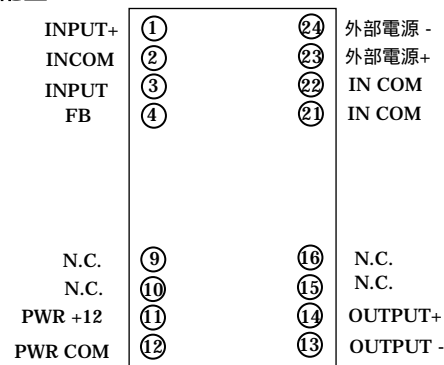 INPUT+ ① ㉔ 外部電源 -
INCOM ② ㉓ 外部電源+
INPUT ③ ㉒ IN COM
FB ④ ㉑ IN COM
N.C. ⑨ ⑯ N.C.
N.C. ⑩ ⑮ N.C.
PWR +12 ⑪ ⑭ OUTPUT+
PWR COM ⑫ ⑬ OUTPUT -